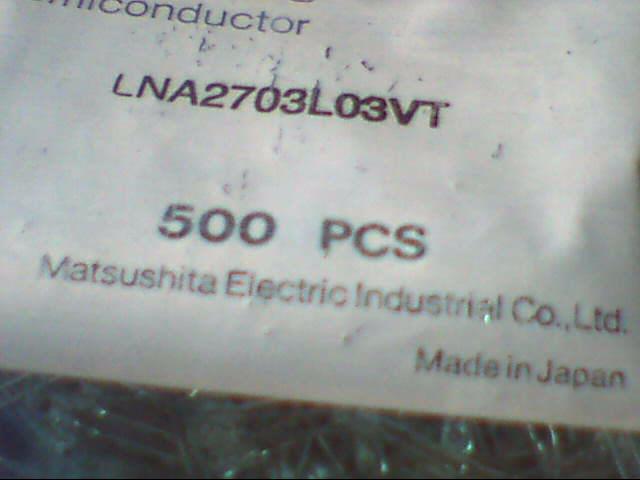 miconductor
LNA2703L03VT
500 PCS
Matsushita Electric Industrial Co.,Ltd.
Made in Japan